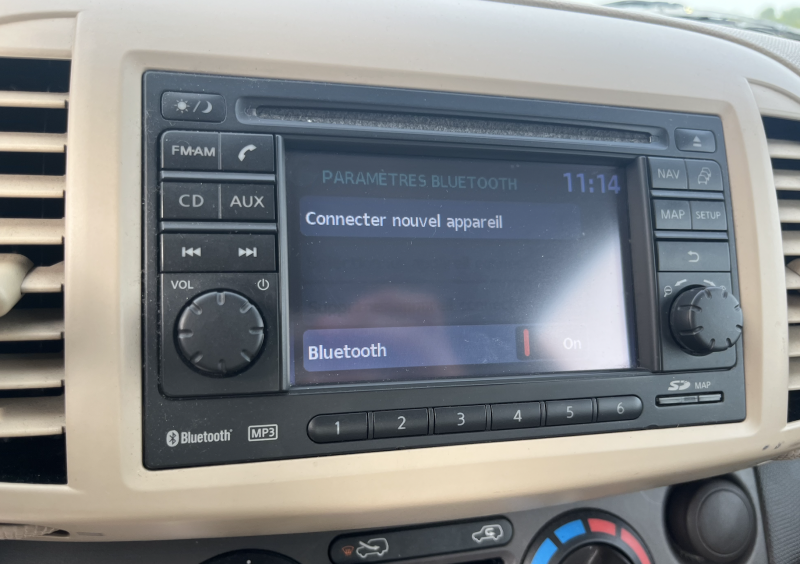 FM·AM
CD AUX
VOL
PARAMÈTRES BLUETOOTH 11:14
Connecter nouvel appareil
Bluetooth On
NAV
MAP SETUP
Bluetooth® MP3
1 2 3 4 5 6
SD MAP